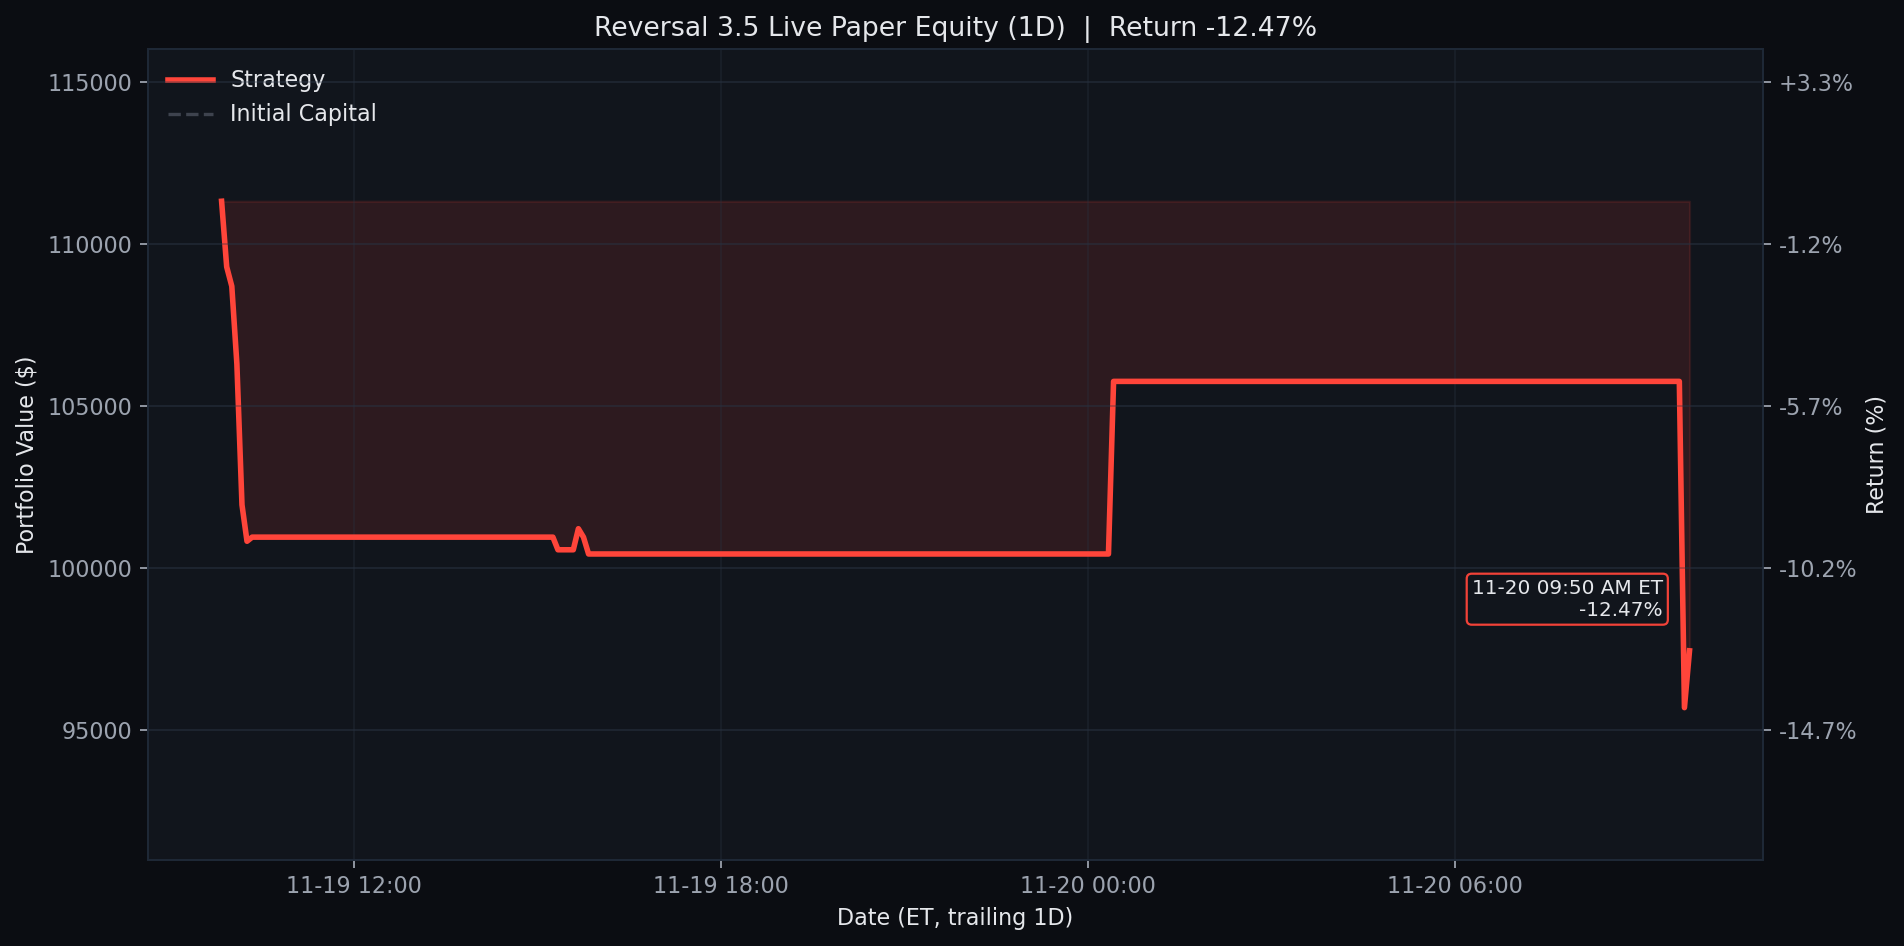 Reversal 3.5 Live Paper Equity (1D)  |  Return -12.47%
Strategy
Initial Capital
Portfolio Value ($)
115000
110000
105000
100000
95000
+3.3%
-1.2%
-5.7%
-10.2%
-14.7%
Return (%)
11-20 09:50 AM ET
-12.47%
11-19 12:00
11-19 18:00
11-20 00:00
11-20 06:00
Date (ET, trailing 1D)